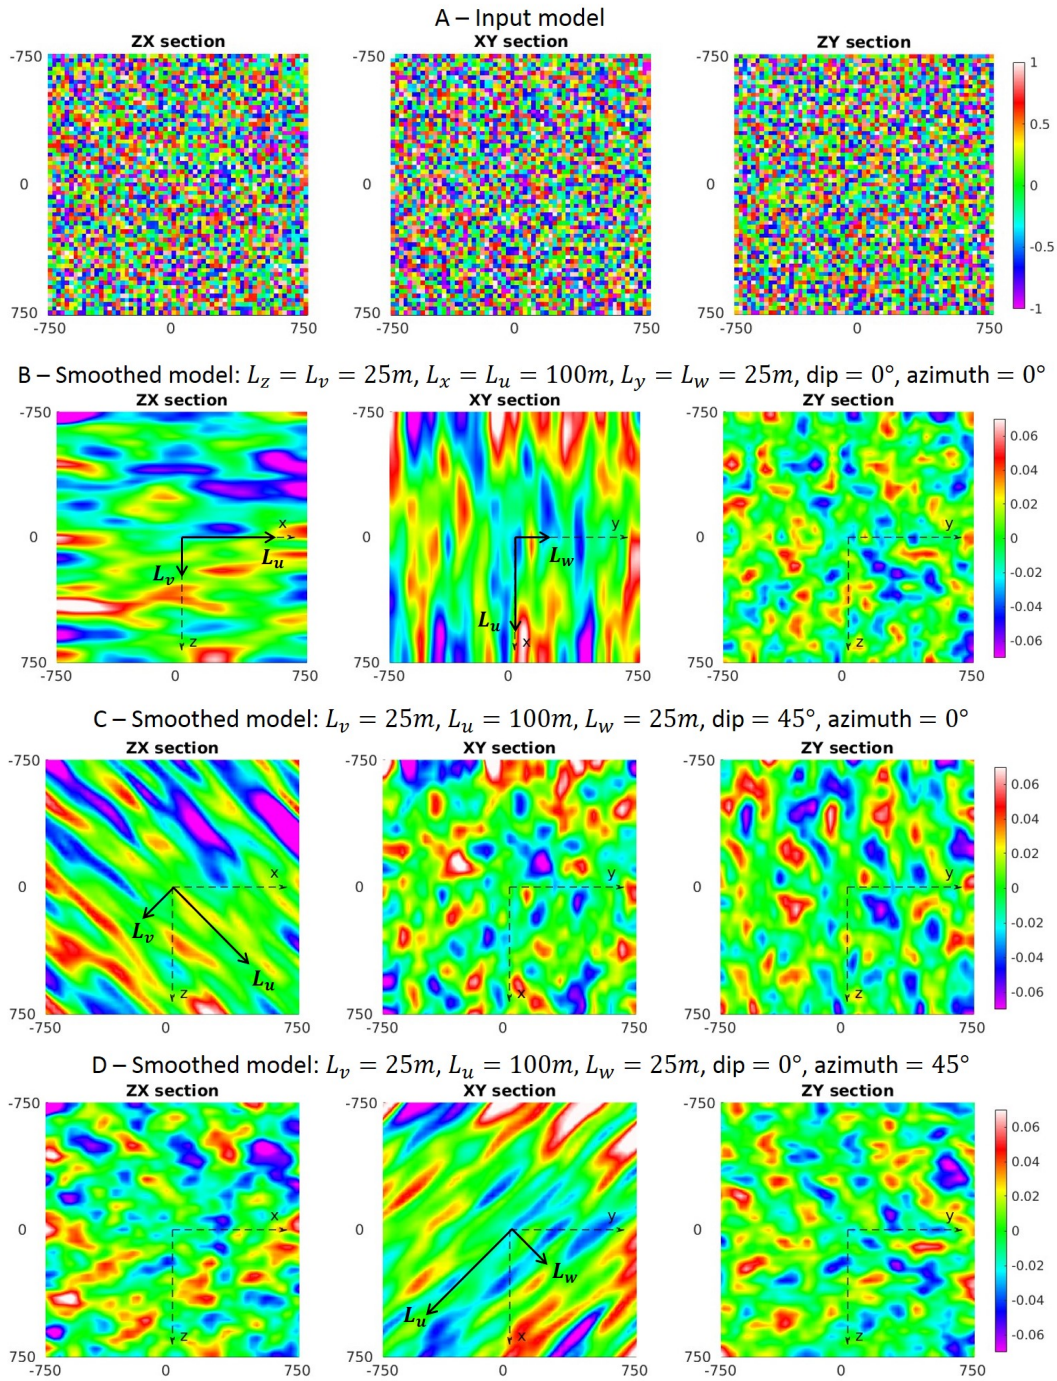 A – Input model
ZX section XY section ZY section
-750
0
750
-750 0 750 -750 0 750 -750 0 750
1
0.5
0
-0.5
-1
B – Smoothed model: L_z = L_v = 25m, L_x = L_u = 100m, L_y = L_w = 25m, dip = 0°, azimuth = 0°
ZX section XY section ZY section
-750 -750 -750
0 0 0
750 750 750
x L_u L_v z
y L_w L_u x
y z
-750 0 750 -750 0 750 -750 0 750
0.06
0.04
0.02
0
-0.02
-0.04
-0.06
C – Smoothed model: L_v = 25m, L_u = 100m, L_w = 25m, dip = 45°, azimuth = 0°
ZX section XY section ZY section
-750 -750 -750
0 0 0
750 750 750
x L_v L_u z
y x
y z
-750 0 750 -750 0 750 -750 0 750
0.06
0.04
0.02
0
-0.02
-0.04
-0.06
D – Smoothed model: L_v = 25m, L_u = 100m, L_w = 25m, dip = 0°, azimuth = 45°
ZX section XY section ZY section
-750 -750 -750
0 0 0
750 750 750
x z
y L_w L_u x
y z
-750 0 750 -750 0 750 -750 0 750
0.06
0.04
0.02
0
-0.02
-0.04
-0.06